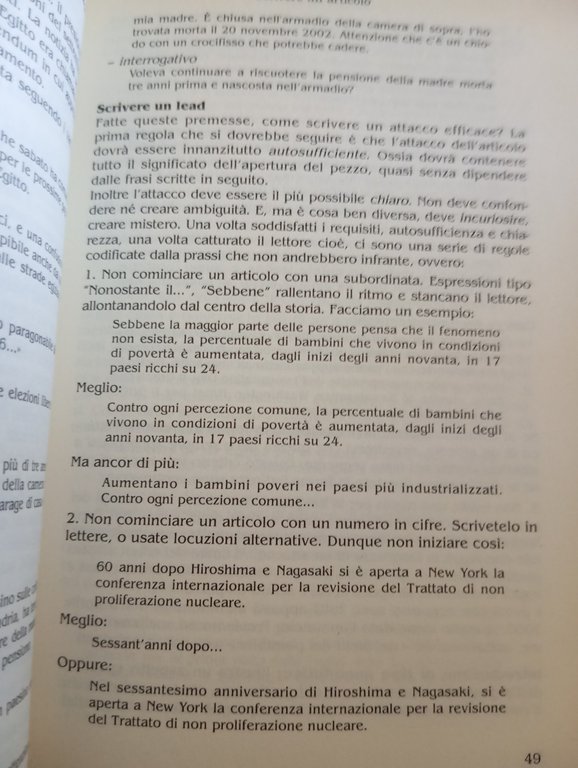 Scrivere un articolo
mia madre. È chiusa nell'armadio della camera di sopra, l'ho
trovata morta il 20 novembre 2002. Attenzione che c'è un chio-
do con un crocifisso che potrebbe cadere.
– interrogativo
Voleva continuare a riscuotere la pensione della madre morta
tre anni prima e nascosta nell'armadio?
Scrivere un lead
Fatte queste premesse, come scrivere un attacco efficace? La
prima regola che si dovrebbe seguire è che l'attacco dell'articolo
dovrà essere innanzitutto autosufficiente. Ossia dovrà contenere
tutto il significato dell'apertura del pezzo, quasi senza dipendere
dalle frasi scritte in seguito.
Inoltre l'attacco deve essere il più possibile chiaro. Non deve confon-
dere né creare ambiguità. E, ma è cosa ben diversa, deve incuriosire,
creare mistero. Una volta soddisfatti i requisiti, autosufficienza e chia-
rezza, una volta catturato il lettore cioè, ci sono una serie di regole
codificate dalla prassi che non andrebbero infrante, ovvero:
1. Non cominciare un articolo con una subordinata. Espressioni tipo
"Nonostante il...", "Sebbene" rallentano il ritmo e stancano il lettore,
allontanandolo dal centro della storia. Facciamo un esempio:
Sebbene la maggior parte delle persone pensa che il fenomeno
non esista, la percentuale di bambini che vivono in condizioni
di povertà è aumentata, dagli inizi degli anni novanta, in 17
paesi ricchi su 24.
Meglio:
Contro ogni percezione comune, la percentuale di bambini che
vivono in condizioni di povertà è aumentata, dagli inizi degli
anni novanta, in 17 paesi ricchi su 24.
Ma ancor di più:
Aumentano i bambini poveri nei paesi più industrializzati.
Contro ogni percezione comune...
2. Non cominciare un articolo con un numero in cifre. Scrivetelo in
lettere, o usate locuzioni alternative. Dunque non iniziare così:
60 anni dopo Hiroshima e Nagasaki si è aperta a New York la
conferenza internazionale per la revisione del Trattato di non
proliferazione nucleare.
Meglio:
Sessant'anni dopo...
Oppure:
Nel sessantesimo anniversario di Hiroshima e Nagasaki, si è
aperta a New York la conferenza internazionale per la revisione
del Trattato di non proliferazione nucleare.
49